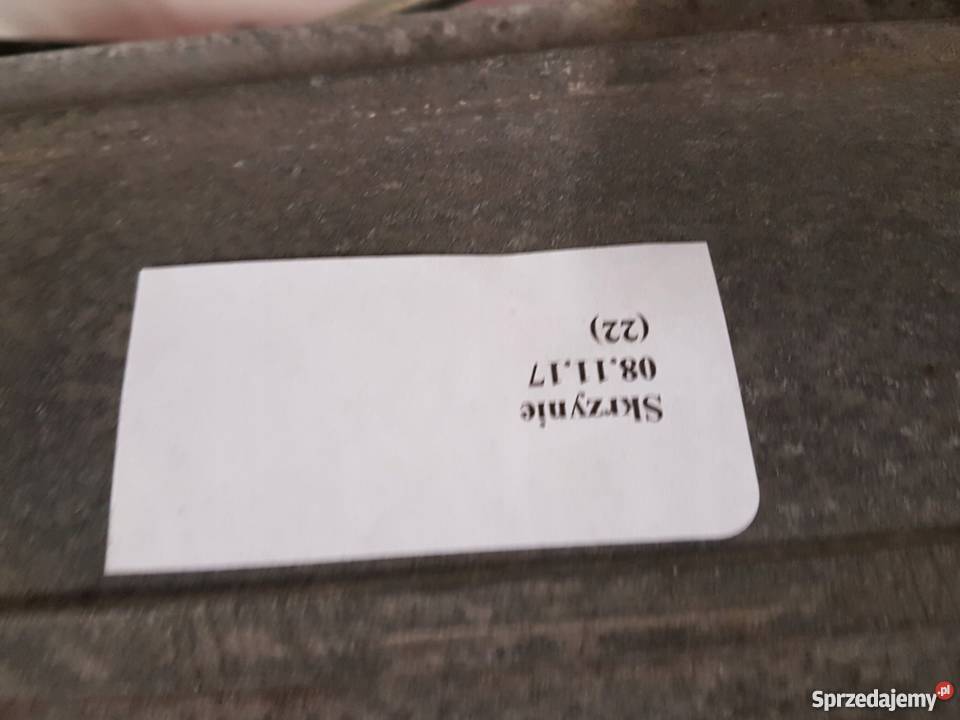 Skrzynie
08.11.17
(22)
Sprzedajemy.pl